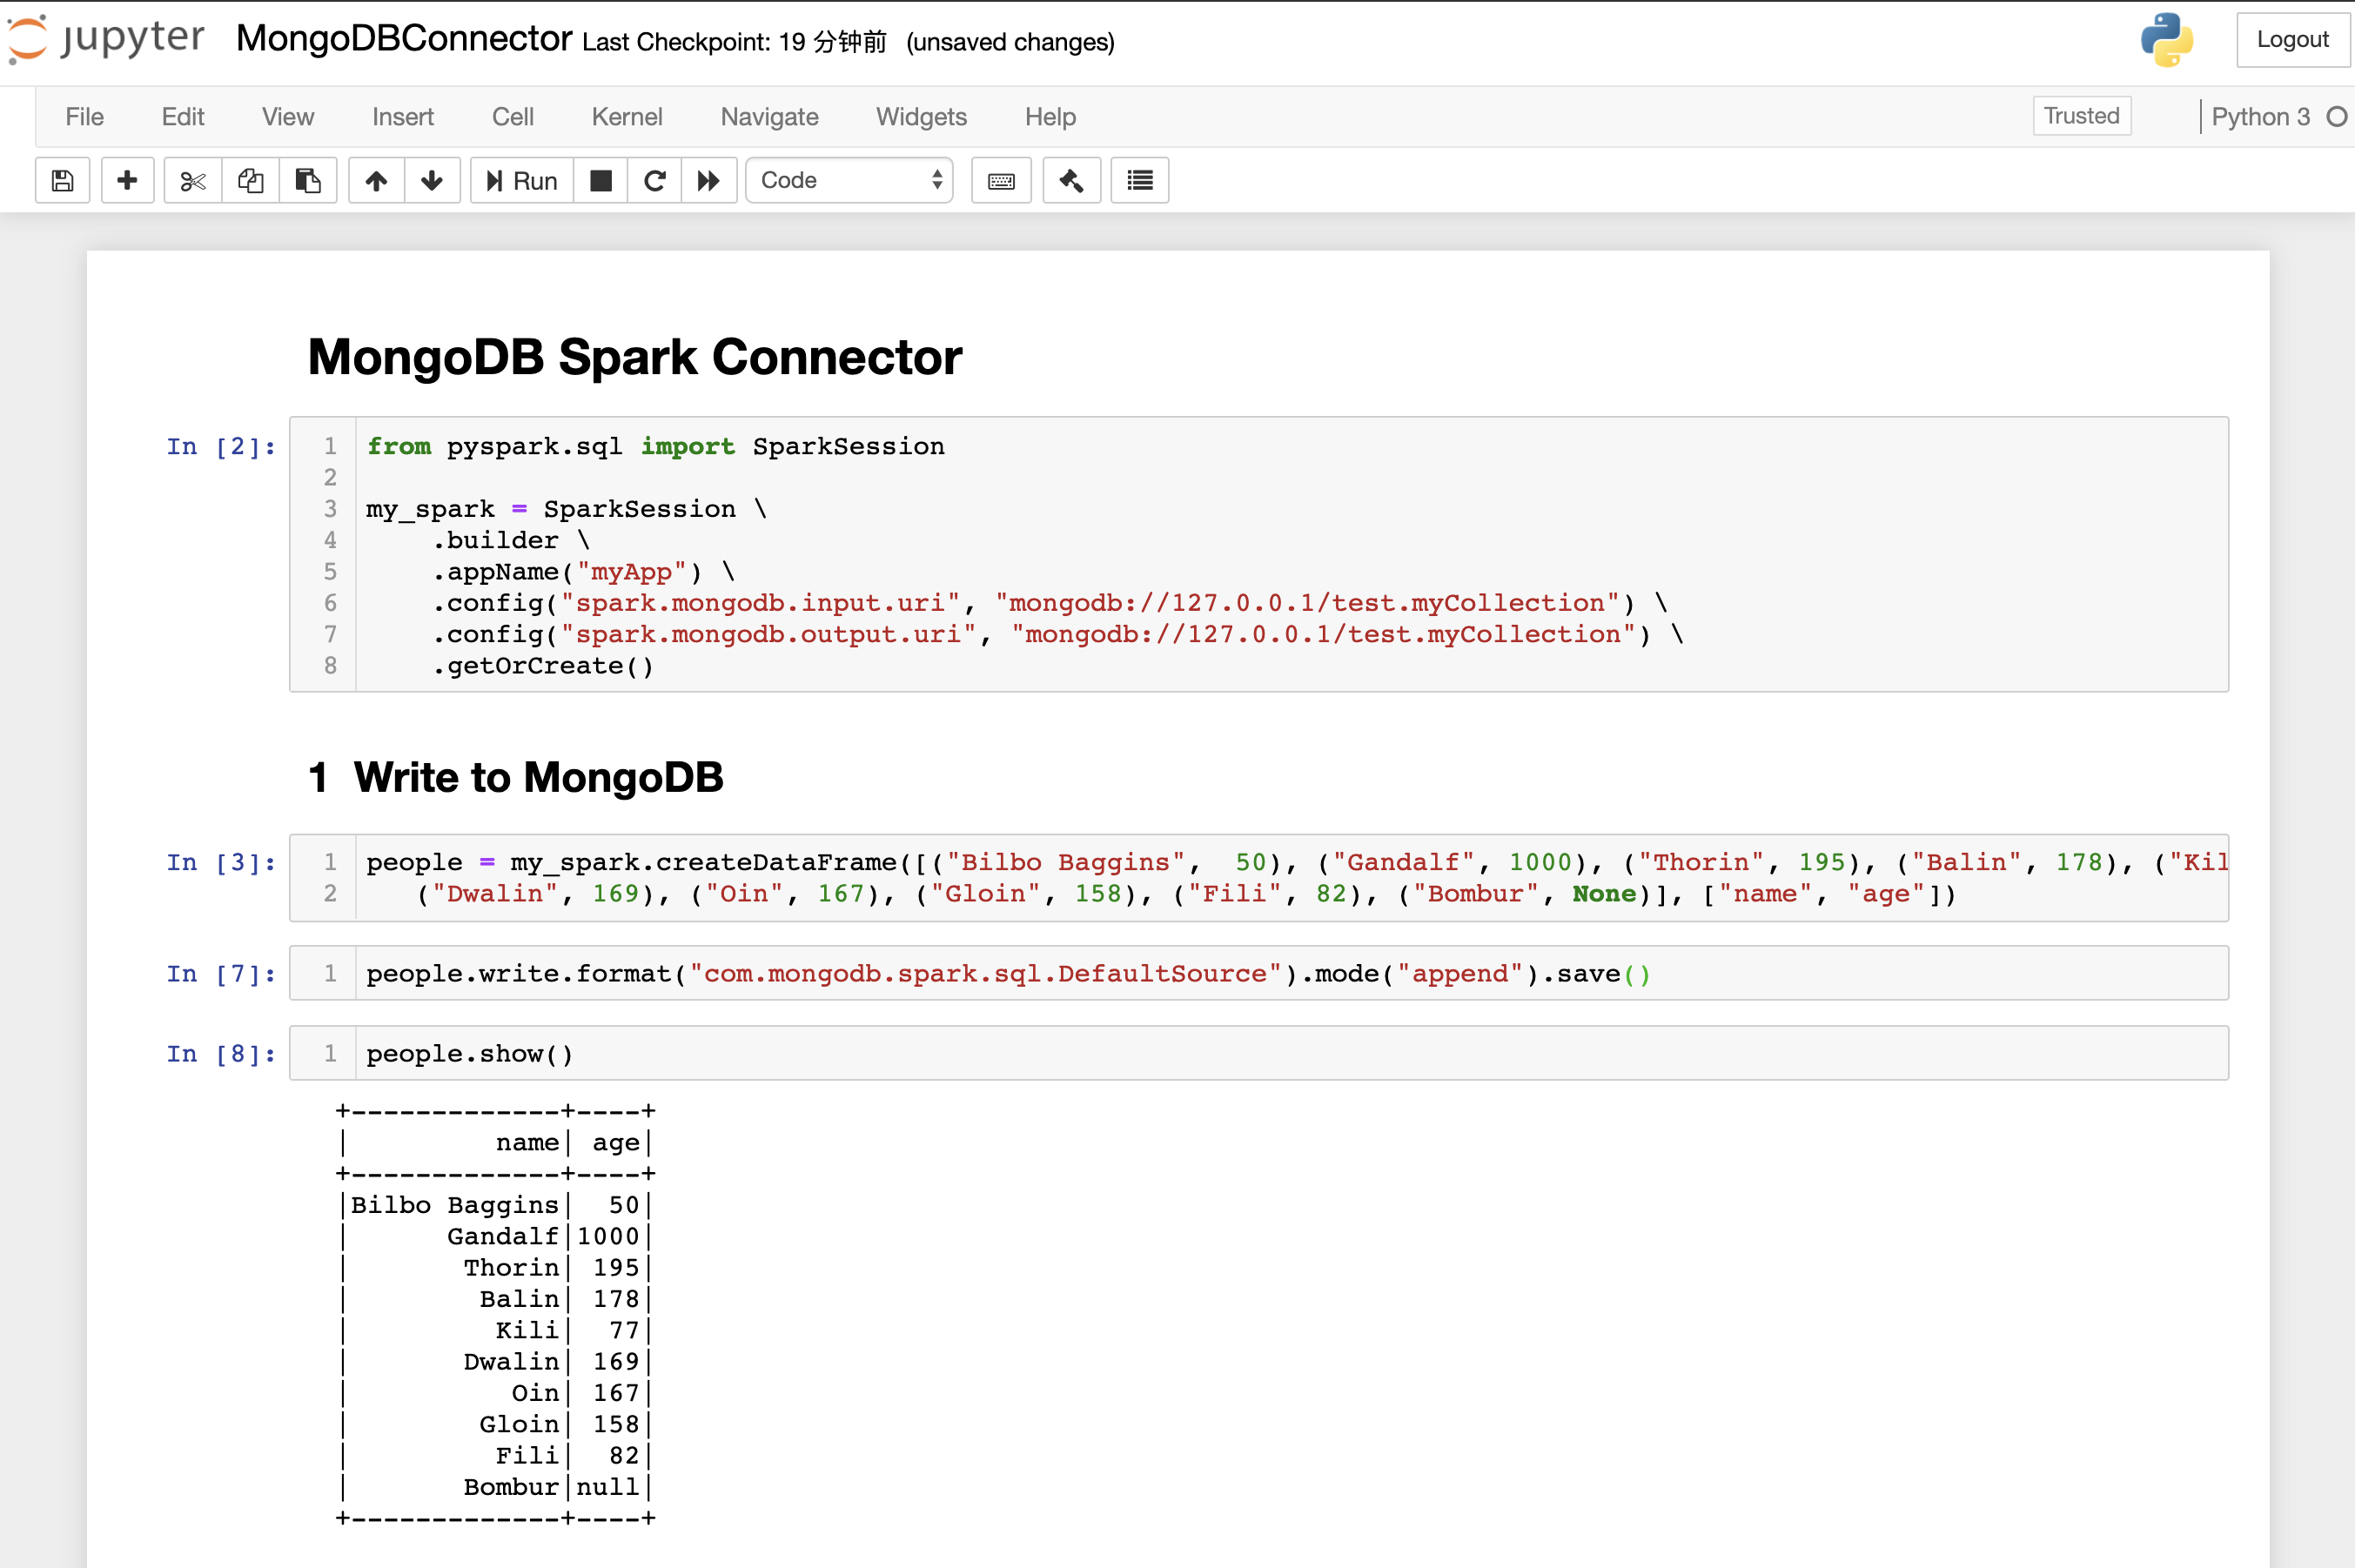 jupyter MongoDBConnector Last Checkpoint: 19 分钟前 (unsaved changes) Logout
File Edit View Insert Cell Kernel Navigate Widgets Help Trusted Python 3
Run Code
MongoDB Spark Connector
In [2]:
1 from pyspark.sql import SparkSession
2
3 my_spark = SparkSession \
4     .builder \
5     .appName("myApp") \
6     .config("spark.mongodb.input.uri", "mongodb://127.0.0.1/test.myCollection") \
7     .config("spark.mongodb.output.uri", "mongodb://127.0.0.1/test.myCollection") \
8     .getOrCreate()
1 Write to MongoDB
In [3]:
1 people = my_spark.createDataFrame([("Bilbo Baggins",  50), ("Gandalf", 1000), ("Thorin", 195), ("Balin", 178), ("Kil
2    ("Dwalin", 169), ("Oin", 167), ("Gloin", 158), ("Fili", 82), ("Bombur", None)], ["name", "age"])
In [7]:
1 people.write.format("com.mongodb.spark.sql.DefaultSource").mode("append").save()
In [8]:
1 people.show()
+-------------+----+
|         name| age|
+-------------+----+
|Bilbo Baggins|  50|
|      Gandalf|1000|
|       Thorin| 195|
|        Balin| 178|
|         Kili|  77|
|       Dwalin| 169|
|          Oin| 167|
|        Gloin| 158|
|         Fili|  82|
|       Bombur|null|
+-------------+----+